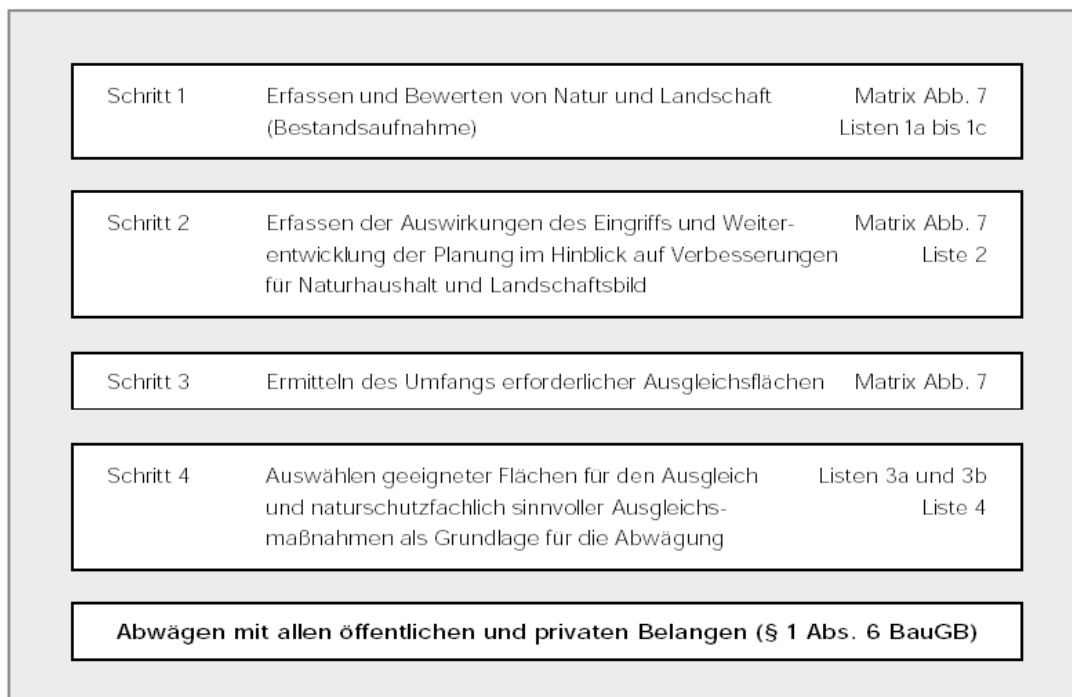 Schritt 1 Erfassen und Bewerten von Natur und Landschaft Matrix Abb. 7
(Bestandsaufnahme) Listen 1a bis 1c
Schritt 2 Erfassen der Auswirkungen des Eingriffs und Weiter- Matrix Abb. 7
entwicklung der Planung im Hinblick auf Verbesserungen Liste 2
für Naturhaushalt und Landschaftsbild
Schritt 3 Ermitteln des Umfangs erforderlicher Ausgleichsflächen Matrix Abb. 7
Schritt 4 Auswählen geeigneter Flächen für den Ausgleich Listen 3a und 3b
und naturschutzfachlich sinnvoller Ausgleichs- Liste 4
maßnahmen als Grundlage für die Abwägung
Abwägen mit allen öffentlichen und privaten Belangen (§ 1 Abs. 6 BauGB)